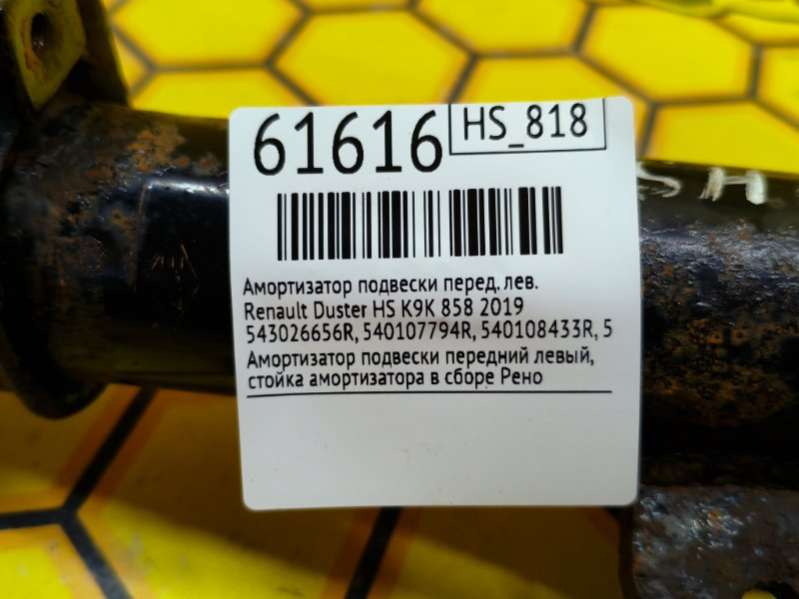 61616
HS_818
Амортизатор подвески перед. лев.
Renault Duster HS K9K 858 2019
543026656R, 540107794R, 540108433R, 5
Амортизатор подвески передний левый,
стойка амортизатора в сборе Рено
SH